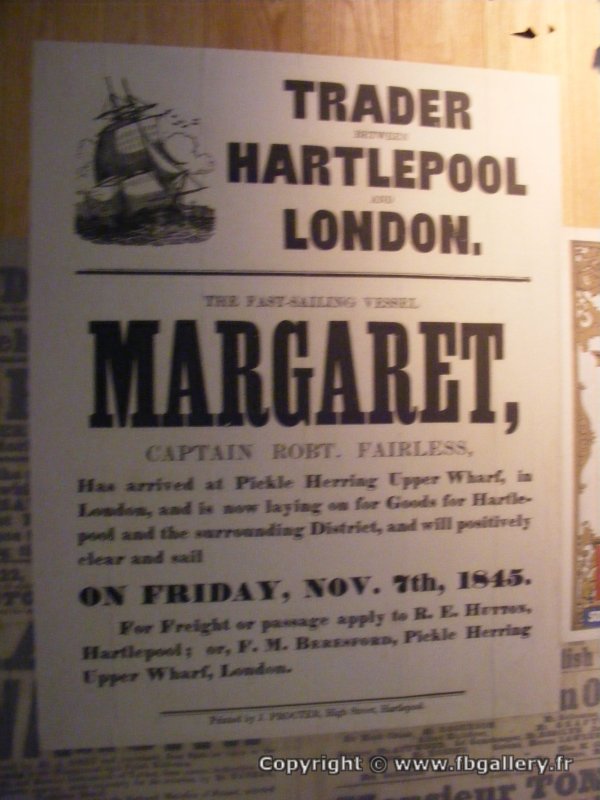 TRADER
BETWEEN
HARTLEPOOL
AND
LONDON.
THE FAST-SAILING VESSEL
MARGARET,
CAPTAIN ROBT. FAIRLESS,
Has arrived at Pickle Herring Upper Wharf, in
London, and is now laying on for Goods for Hartle-
pool and the surrounding District, and will positively
clear and sail
ON FRIDAY, NOV. 7th, 1845.
For Freight or passage apply to R. E. HUTTON,
Hartlepool; or, F. M. BERESFORD, Pickle Herring
Upper Wharf, London.
Printed by J. PROCTER, High Street, Hartlepool.
Copyright © www.fbgallery.fr